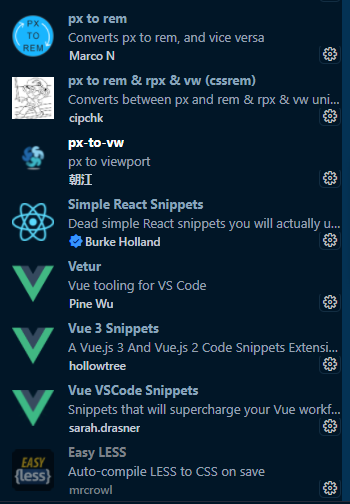 PX
TO
REM
px to rem
Converts px to rem, and vice versa
Marco N
px to rem & rpx & vw (cssrem)
Converts between px and rem & rpx & vw uni...
cipchk
px-to-vw
px to viewport
朝江
Simple React Snippets
Dead simple React snippets you will actually u...
Burke Holland
Vetur
Vue tooling for VS Code
Pine Wu
Vue 3 Snippets
A Vue.js 3 And Vue.js 2 Code Snippets Extensi...
hollowtree
Vue VSCode Snippets
Snippets that will supercharge your Vue workf...
sarah.drasner
EASY
{less}
Easy LESS
Auto-compile LESS to CSS on save
mrcrowl